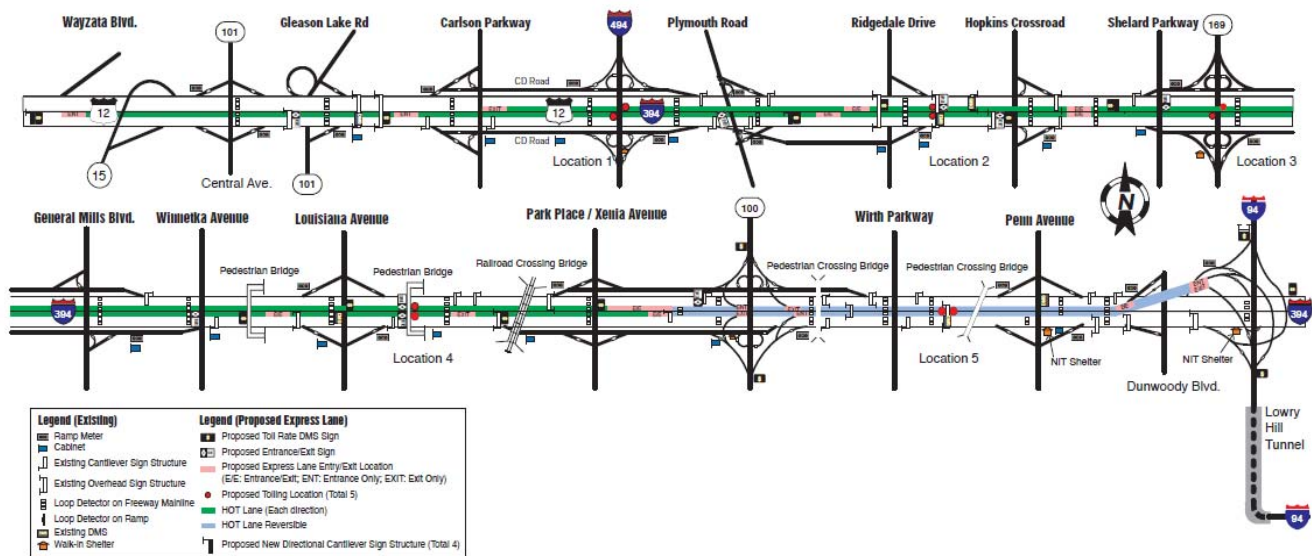 Wayzata Blvd.
Gleason Lake Rd
Carlson Parkway
Plymouth Road
Ridgedale Drive
Hopkins Crossroad
Shelard Parkway
101
494
169
CD Road
12
ENT
EXIT
12
394
E/E
E/E
CD Road
15
Central Ave.
101
Location 1
Location 2
Location 3
N
General Mills Blvd.
Winnetka Avenue
Louisiana Avenue
Park Place / Xenia Avenue
100
Wirth Parkway
Penn Avenue
94
Pedestrian Bridge
Pedestrian Bridge
Railroad Crossing Bridge
Pedestrian Crossing Bridge
Pedestrian Crossing Bridge
394
E/E
EXIT
E/E
394
Location 4
Location 5
NIT Shelter
NIT Shelter
Dunwoody Blvd.
Lowry
Hill
Tunnel
94
Legend (Existing)
Ramp Meter
Cabinet
Existing Cantilever Sign Structure
Existing Overhead Sign Structure
Loop Detector on Freeway Mainline
Loop Detector on Ramp
Existing DMS
Walk-in Shelter
Legend (Proposed Express Lane)
Proposed Toll Rate DMS Sign
Proposed Entrance/Exit Sign
Proposed Express Lane Entry/Exit Location
(E/E: Entrance/Exit; ENT: Entrance Only; EXIT: Exit Only)
Proposed Tolling Location (Total 5)
HOT Lane (Each direction)
HOT Lane Reversible
Proposed New Directional Cantilever Sign Structure (Total 4)